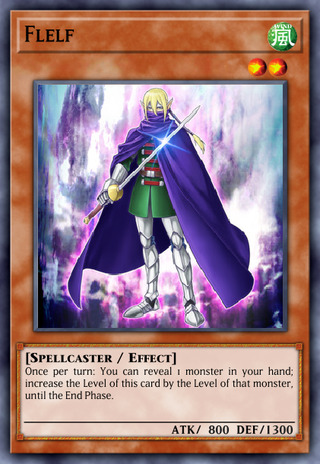 Flelf
WIND
風
[Spellcaster / Effect]
Once per turn: You can reveal 1 monster in your hand;
increase the Level of this card by the Level of that monster,
until the End Phase.
ATK/ 800 DEF/1300